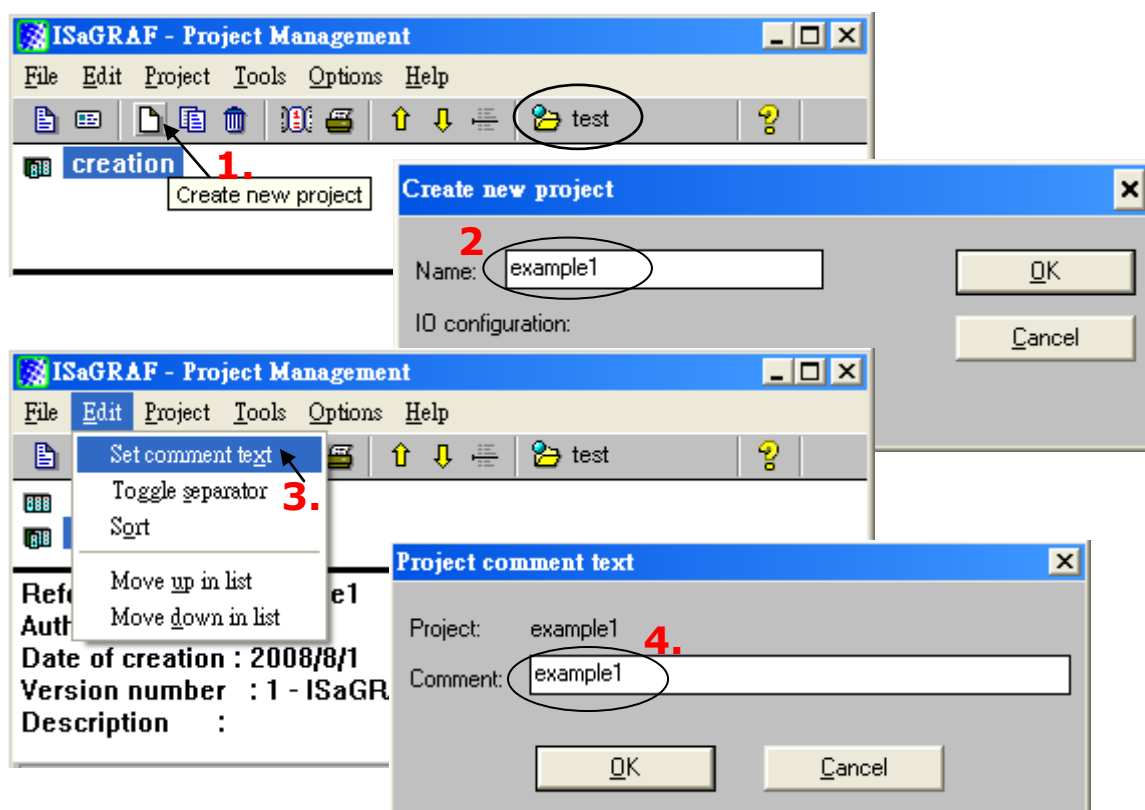 ISaGRAF - Project Management
File Edit Project Tools Options Help
test
creation
1.
Create new project
Create new project
2
Name: example1
OK
IO configuration:
Cancel
ISaGRAF - Project Management
File Edit Project Tools Options Help
Set comment text
test
Toggle separator
3.
Sort
Move up in list
Move down in list
Refe e1
Auth
Date of creation : 2008/8/1
Version number : 1 - ISaGR
Description :
Project comment text
Project: example1
4.
Comment: example1
OK Cancel